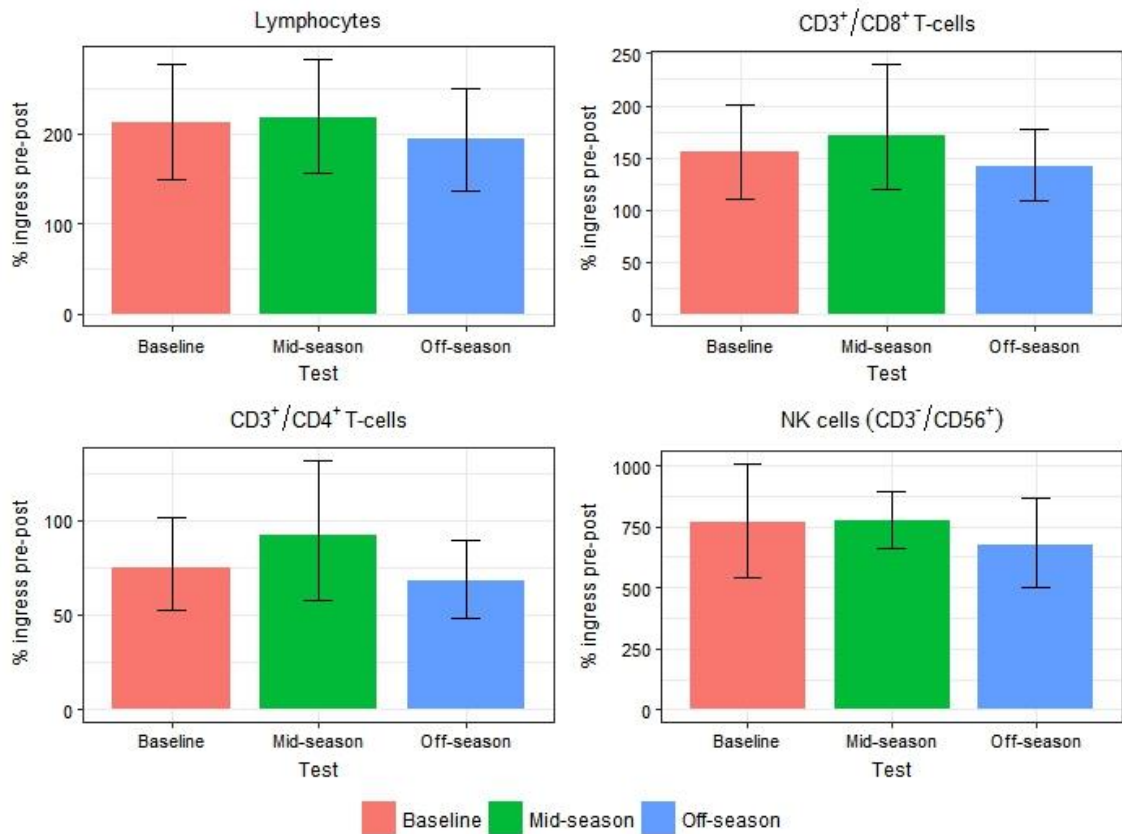 Lymphocytes
% ingress pre-post
200
100
0
Baseline Mid-season Off-season
Test
CD3⁺/CD8⁺ T-cells
% ingress pre-post
250
200
150
100
50
0
Baseline Mid-season Off-season
Test
CD3⁺/CD4⁺ T-cells
% ingress pre-post
100
50
0
Baseline Mid-season Off-season
Test
NK cells (CD3⁻/CD56⁺)
% ingress pre-post
1000
750
500
250
0
Baseline Mid-season Off-season
Test
Baseline Mid-season Off-season